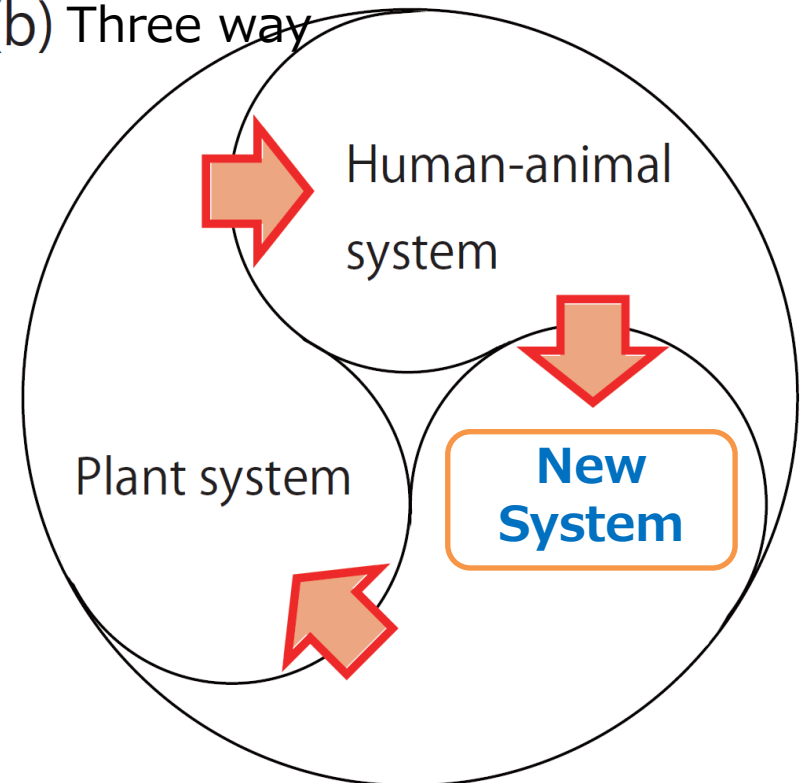 (b) Three way
Human-animal
system
Plant system
New
System